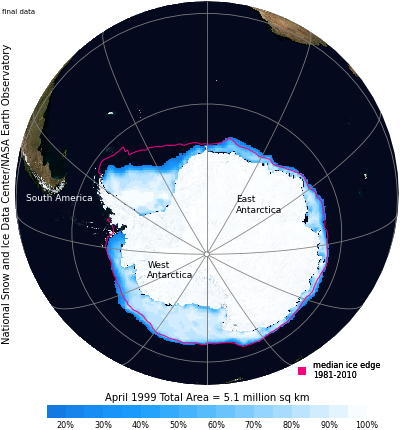 final data
National Snow and Ice Data Center/NASA Earth Observatory
South America
East
Antarctica
West
Antarctica
median ice edge
1981-2010
April 1999 Total Area = 5.1 million sq km
20% 30% 40% 50% 60% 70% 80% 90% 100%